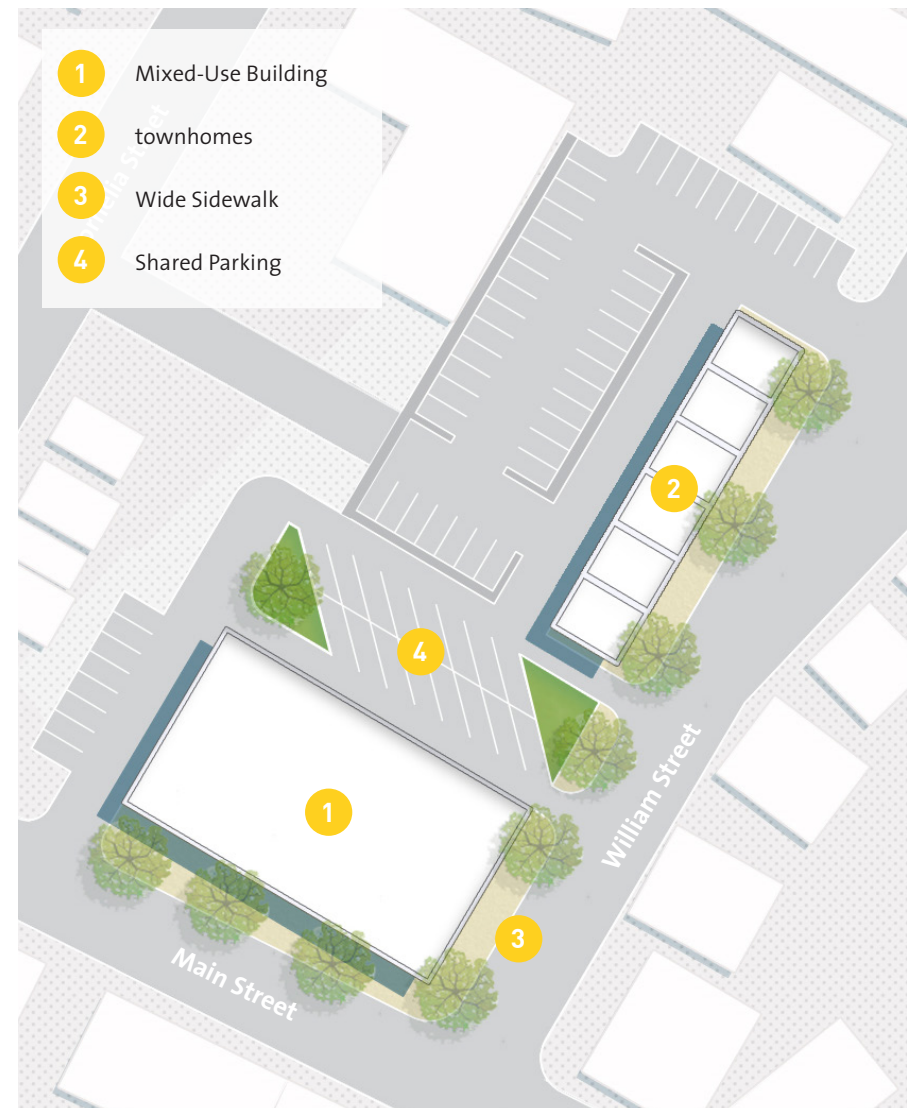 1 Mixed-Use Building
2 townhomes
3 Wide Sidewalk
4 Shared Parking
Street
2
4
1
William Street
3
Main Street